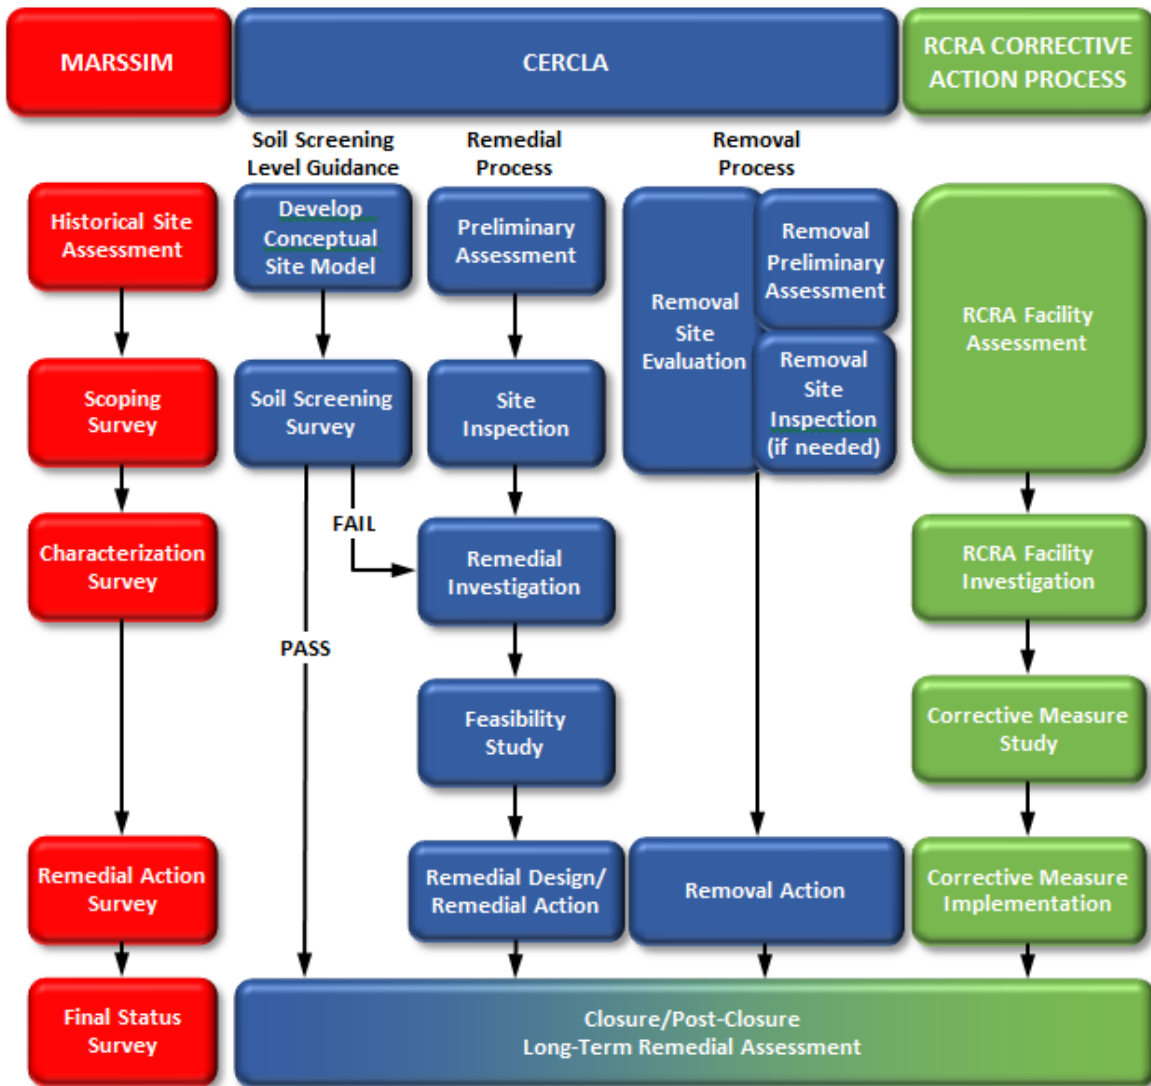 MARSSIM
CERCLA
RCRA CORRECTIVE
ACTION PROCESS
Soil Screening
Level Guidance
Remedial
Process
Removal
Process
Historical Site
Assessment
Develop
Conceptual
Site Model
Preliminary
Assessment
Removal
Site
Evaluation
Removal
Preliminary
Assessment
RCRA Facility
Assessment
Scoping
Survey
Soil Screening
Survey
Site
Inspection
Removal
Site
Inspection
(if needed)
FAIL
Characterization
Survey
Remedial
Investigation
RCRA Facility
Investigation
PASS
Feasibility
Study
Corrective Measure
Study
Remedial Action
Survey
Remedial Design/
Remedial Action
Removal Action
Corrective Measure
Implementation
Final Status
Survey
Closure/Post-Closure
Long-Term Remedial Assessment